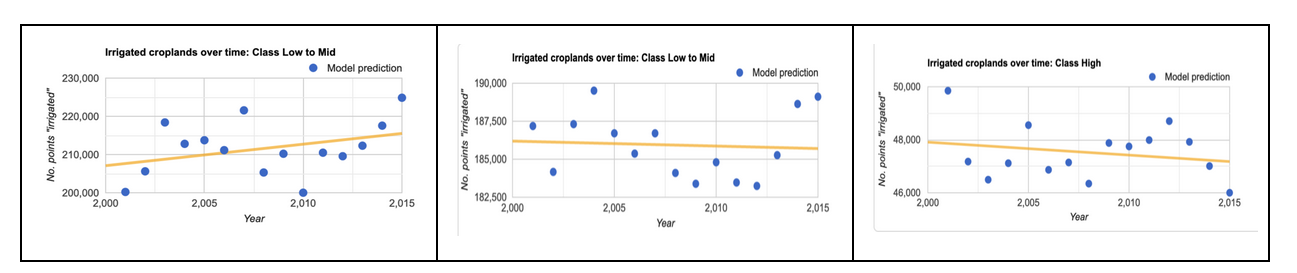 Irrigated croplands over time: Class Low to Mid
Model prediction
No. points "irrigated"
230,000
220,000
210,000
200,000
2,000
2,005
2,010
2,015
Year
Irrigated croplands over time: Class Low to Mid
Model prediction
No. points "irrigated"
190,000
187,500
185,000
182,500
2,000
2,005
2,010
2,015
Year
Irrigated croplands over time: Class High
Model prediction
No. points "irrigated"
50,000
48,000
46,000
2,000
2,005
2,010
2,015
Year